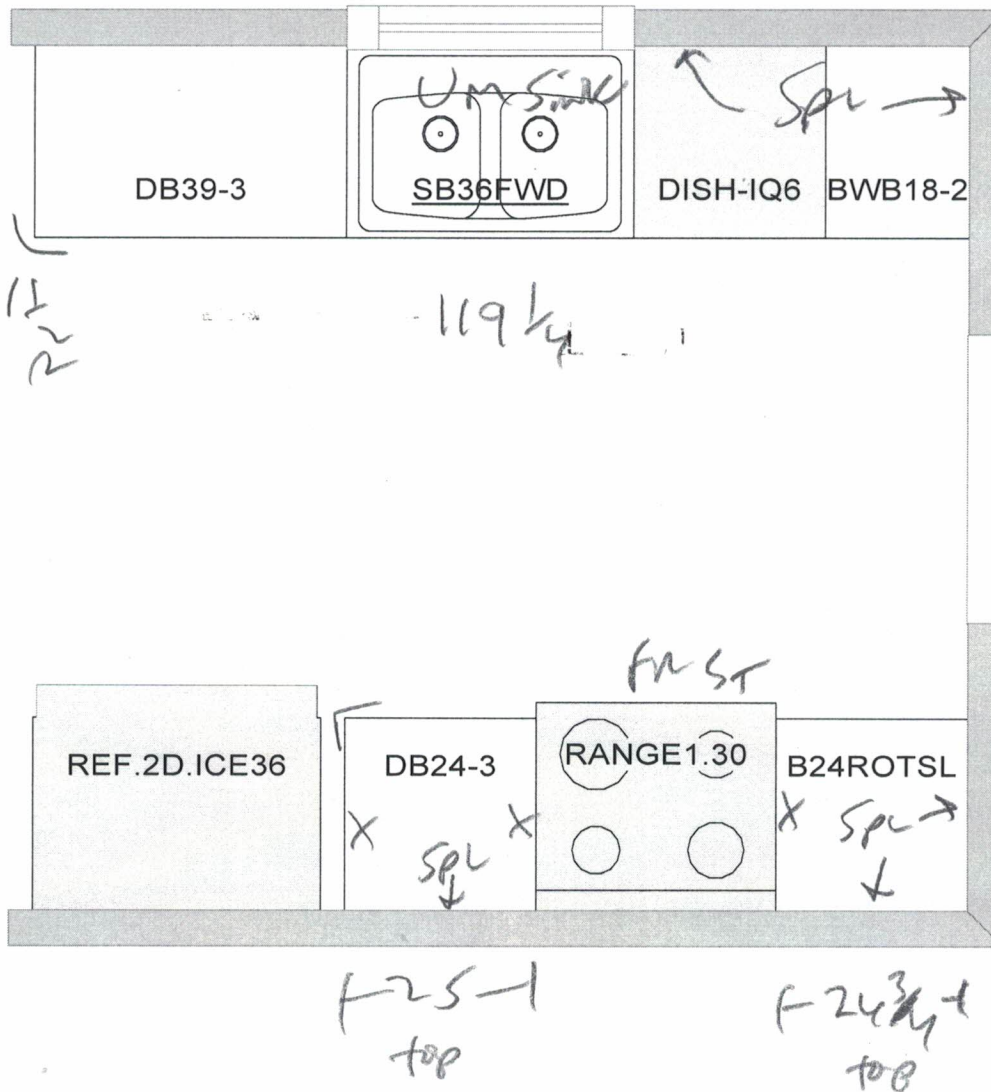 UM Sink
Spl
DB39-3
SB36FWD
DISH-IQ6
BWB18-2
1 1/2
119 1/4
FR ST
REF.2D.ICE36
DB24-3
RANGE1.30
B24ROTSL
X
X
X
Spl
Spl
25
24 3/4
top
top